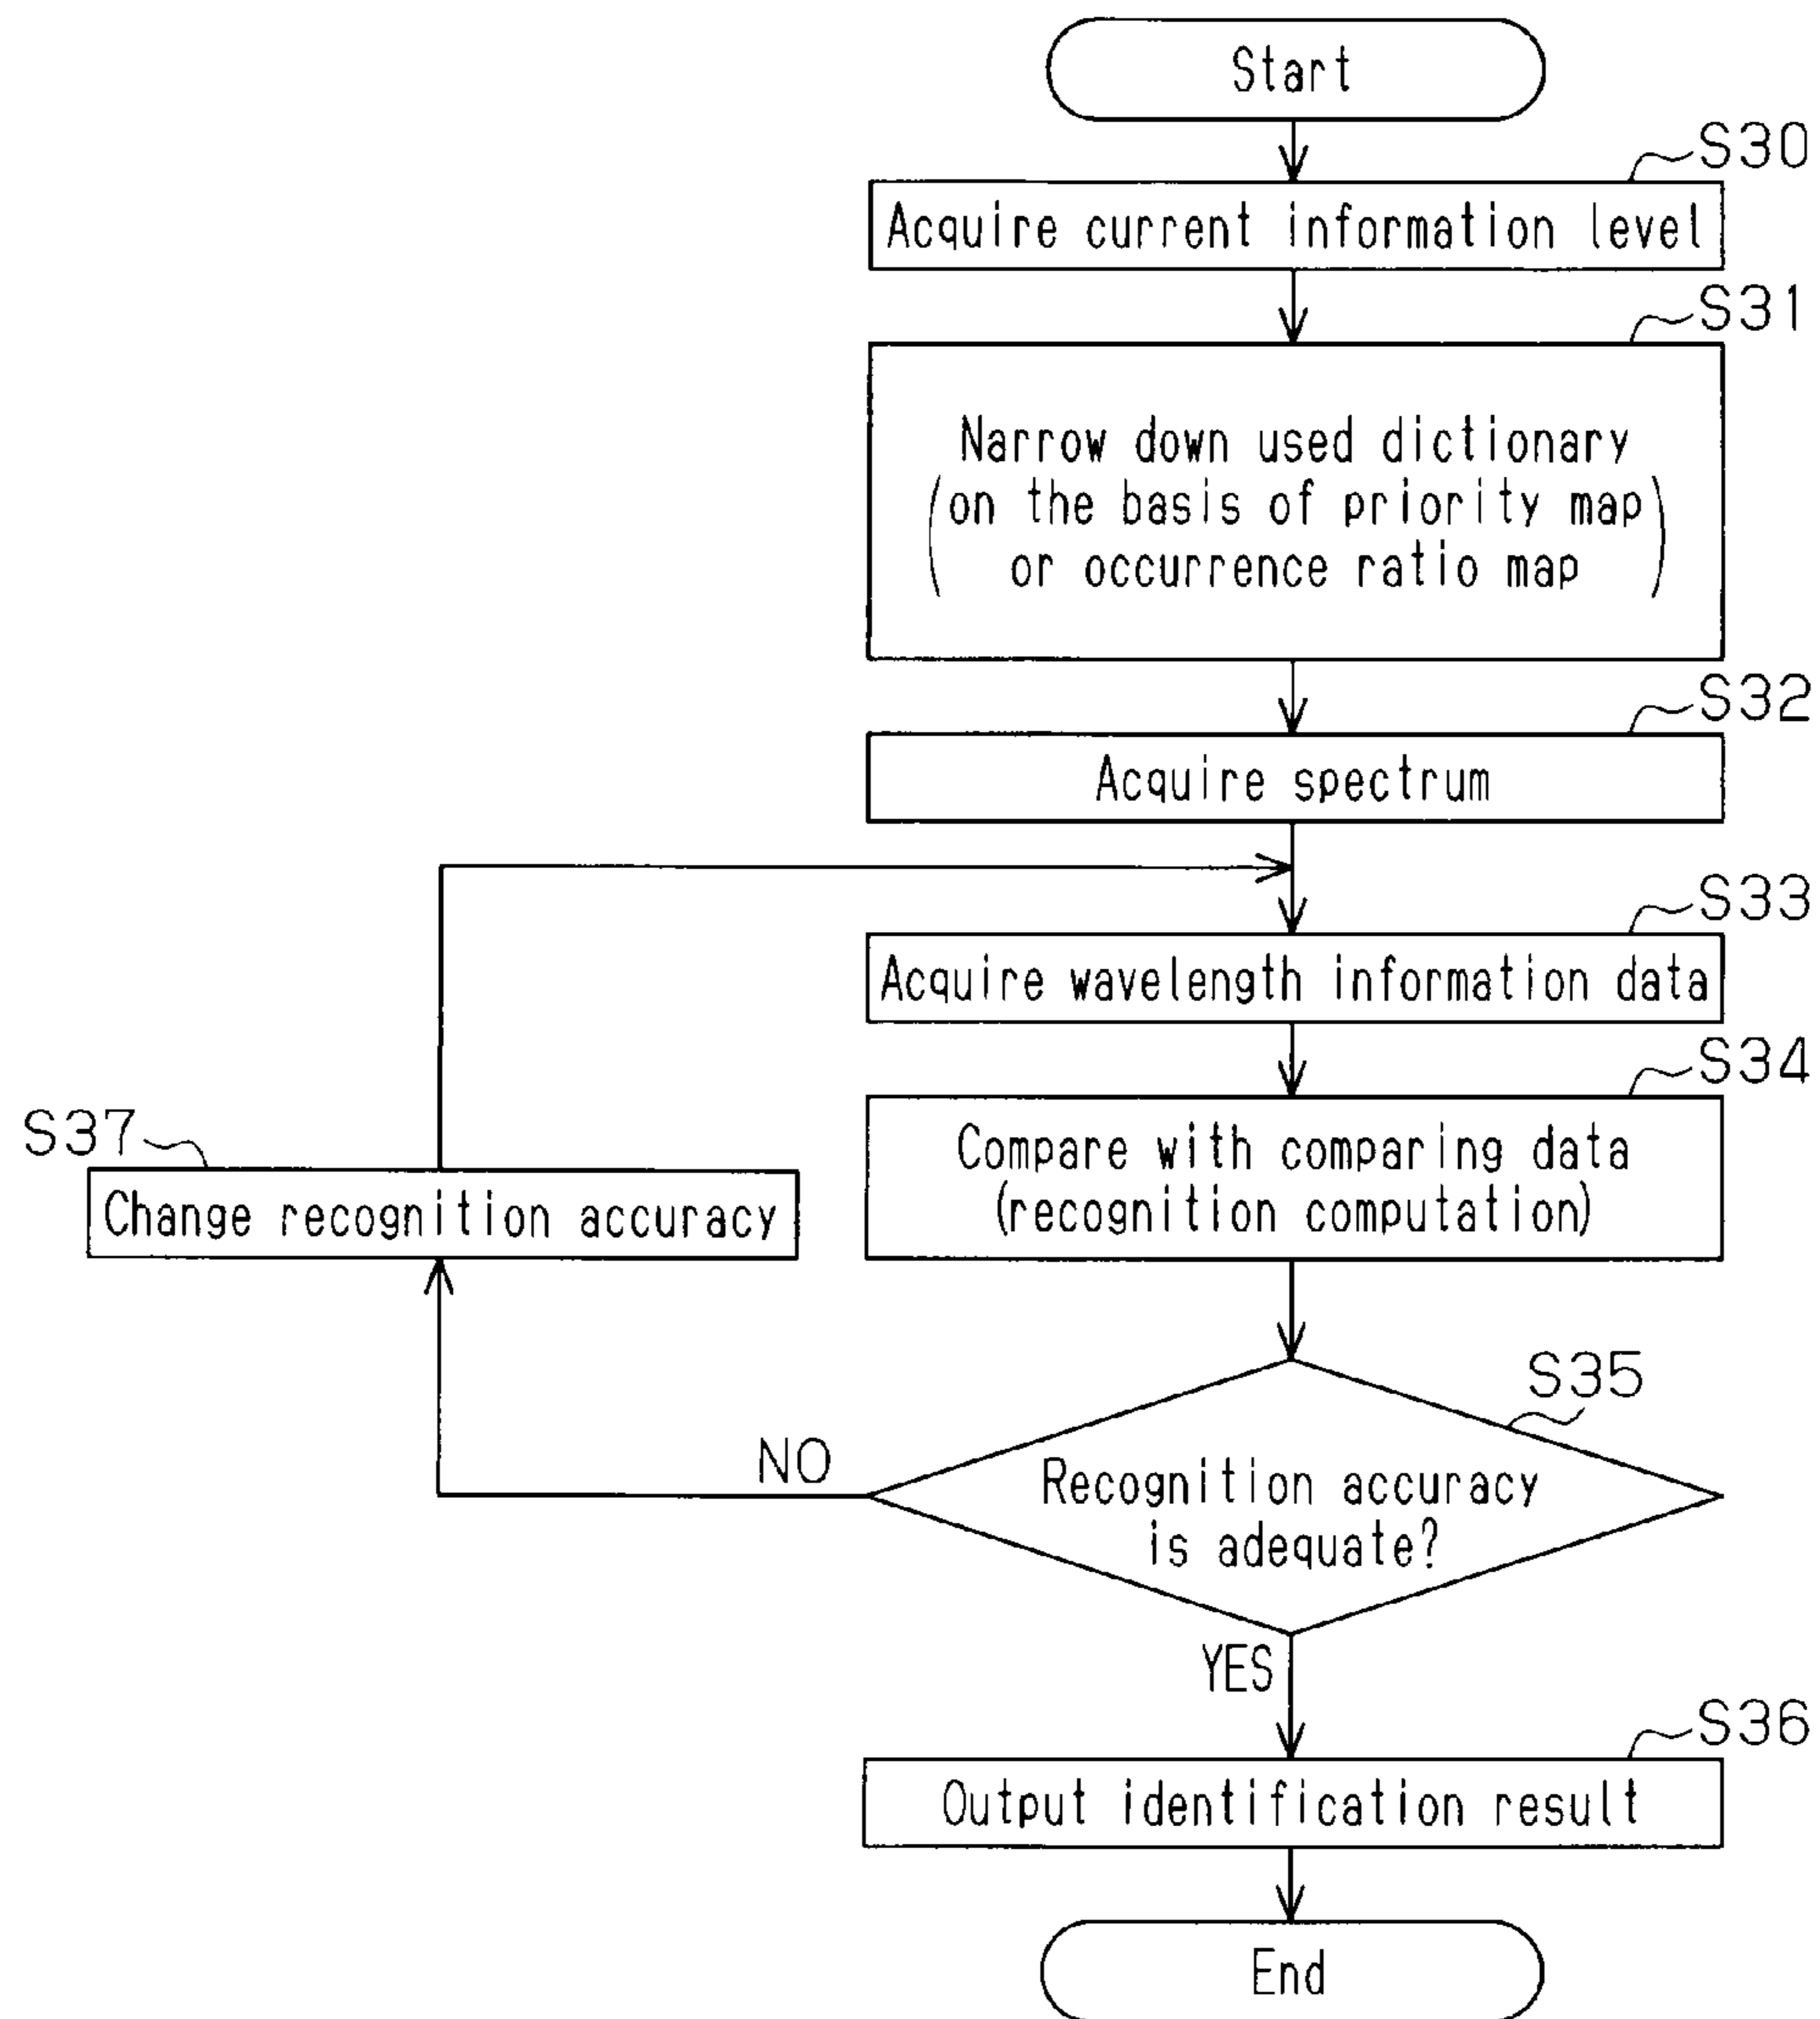 Start
S30
Acquire current information level
S31
Narrow down used dictionary
(on the basis of priority map
or occurrence ratio map)
S32
Acquire spectrum
S33
Acquire wavelength information data
S34
Compare with comparing data
(recognition computation)
S37
Change recognition accuracy
S35
NO
Recognition accuracy
is adequate?
YES
S36
Output identification result
End